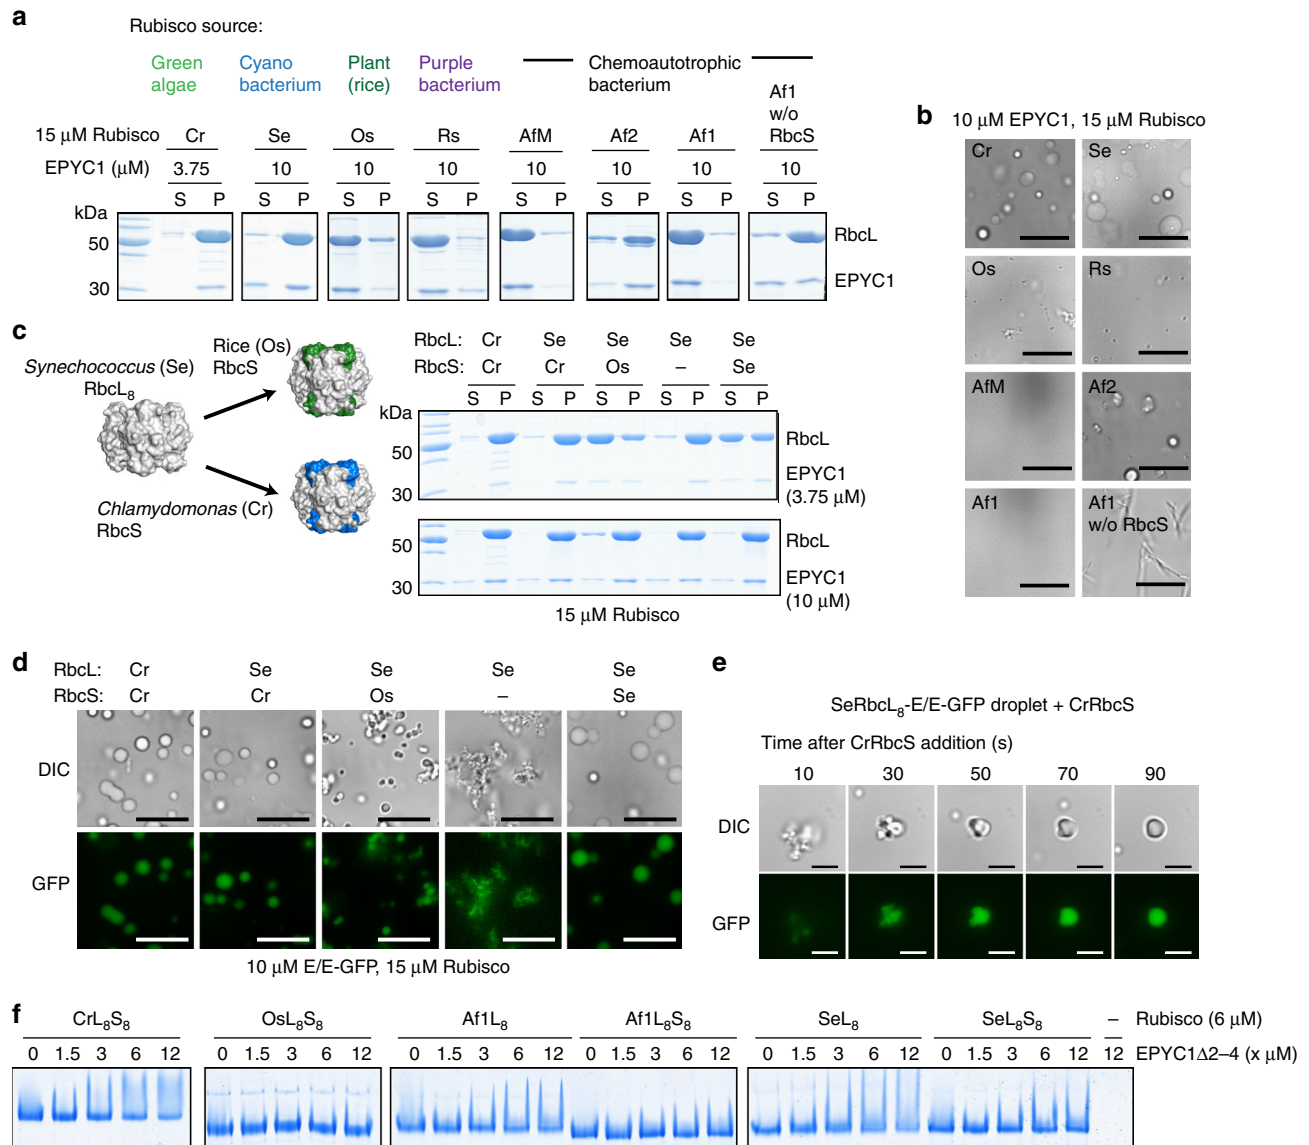 a
Rubisco source:
Green algae
Cyano bacterium
Plant (rice)
Purple bacterium
Chemoautotrophic bacterium
15 μM Rubisco Cr Se Os Rs AfM Af2 Af1 Af1 w/o RbcS
EPYC1 (μM) 3.75 10 10 10 10 10 10 10
S P S P S P S P S P S P S P S P
kDa
50
30
RbcL
EPYC1
b
10 μM EPYC1, 15 μM Rubisco
Cr Se
Os Rs
AfM Af2
Af1 Af1 w/o RbcS
c
Synechococcus (Se)
RbcL8
Rice (Os)
RbcS
Chlamydomonas (Cr)
RbcS
RbcL: Cr Se Se Se Se
RbcS: Cr Cr Os – Se
S P S P S P S P S P
kDa
50
30
RbcL
EPYC1
(3.75 μM)
50
30
RbcL
EPYC1
(10 μM)
15 μM Rubisco
d
RbcL: Cr Se Se Se Se
RbcS: Cr Cr Os – Se
DIC
GFP
10 μM E/E-GFP, 15 μM Rubisco
e
SeRbcL8-E/E-GFP droplet + CrRbcS
Time after CrRbcS addition (s)
10 30 50 70 90
DIC
GFP
f
CrL8S8 OsL8S8 Af1L8 Af1L8S8 SeL8 SeL8S8 – Rubisco (6 μM)
0 1.5 3 6 12 0 1.5 3 6 12 0 1.5 3 6 12 0 1.5 3 6 12 0 1.5 3 6 12 0 1.5 3 6 12 12 EPYC1Δ2–4 (x μM)